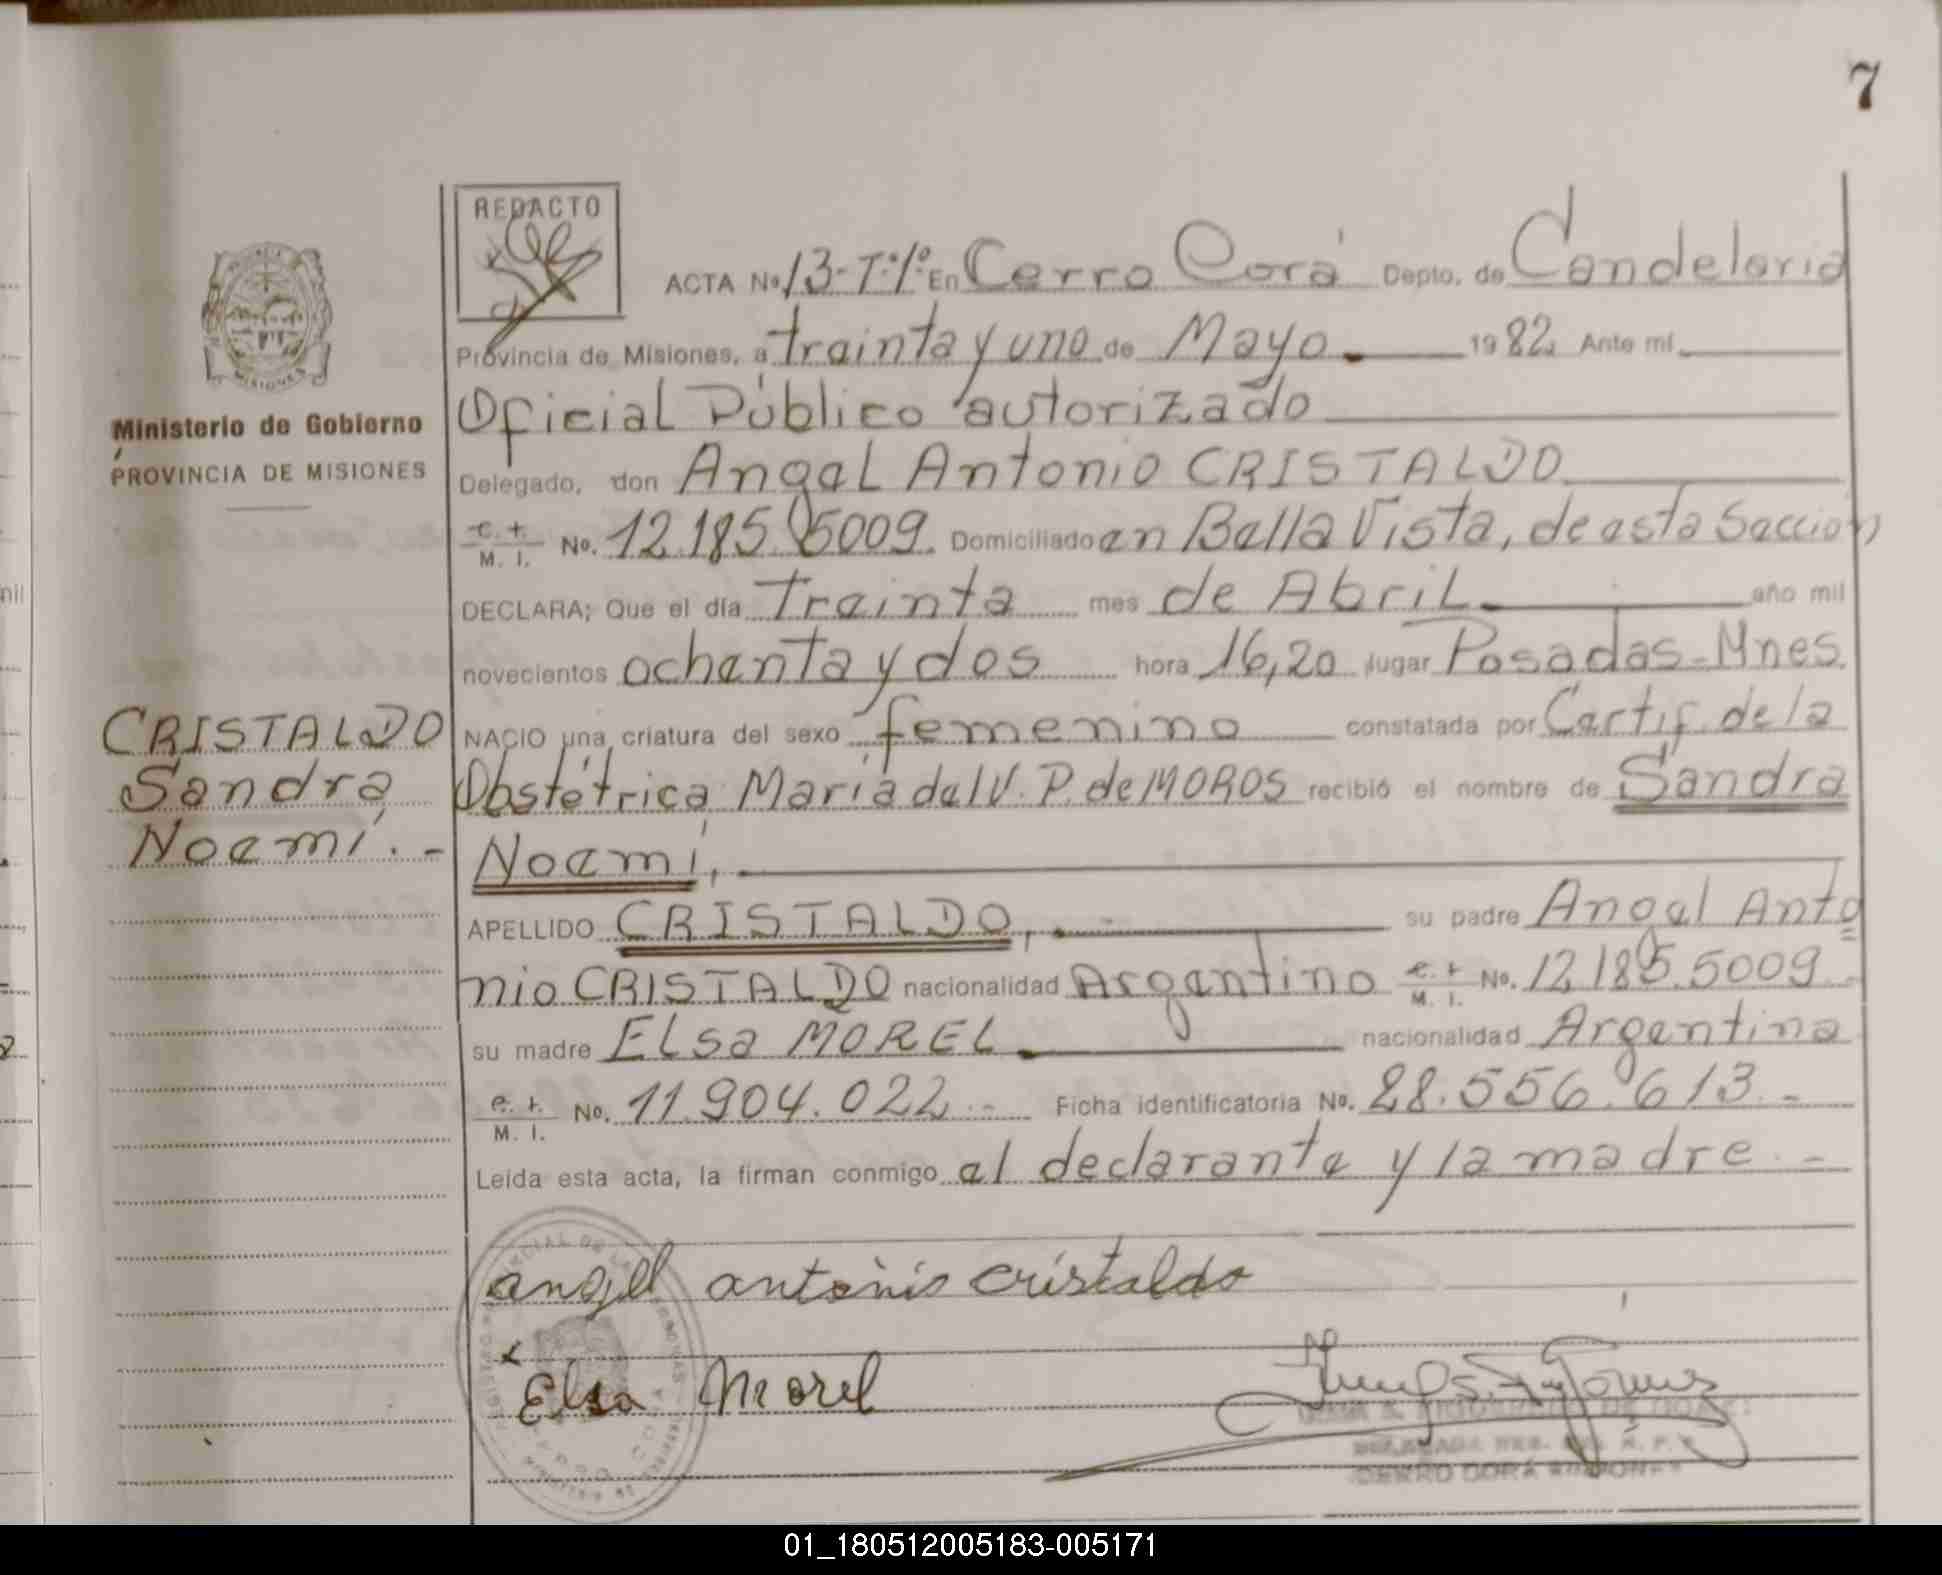 7
REDACTO
ACTA No. 13-Tº1º En Cerro Corá Depto. de Candelaria
Provincia de Misiones, a treinta y uno de Mayo. 1982. Ante mí
Oficial Público autorizado
Ministerio de Gobierno
PROVINCIA DE MISIONES
MISIONES
Delegado, don Angel Antonio CRISTALDO
M. I. No. 12.185.5009. Domiciliado en Bella Vista, de esta Sección
DECLARA; Que el día Treinta mes de Abril. año mil
novecientos ochenta y dos hora 16,20 lugar Posadas-Mnes.
NACIO una criatura del sexo femenino constatada por Certif. de la
Obstétrica María del V. P. de MOROS recibió el nombre de Sandra
Noemí,
CRISTALDO
Sandra
Noemí.-
APELLIDO CRISTALDO, su padre Angel Anto
nio CRISTALDO nacionalidad Argentino M. I. No. 12.185.5009-
su madre ELsa MOREL. nacionalidad Argentina
M. I. No. 11.904.022.- Ficha identificatoria No. 28.556.613.-
Leída esta acta, la firman conmigo el declarante y la madre.-
angel antonio cristaldo
x
Elsa Morel
CERRO CORÁ MISIONES
01_180512005183-005171